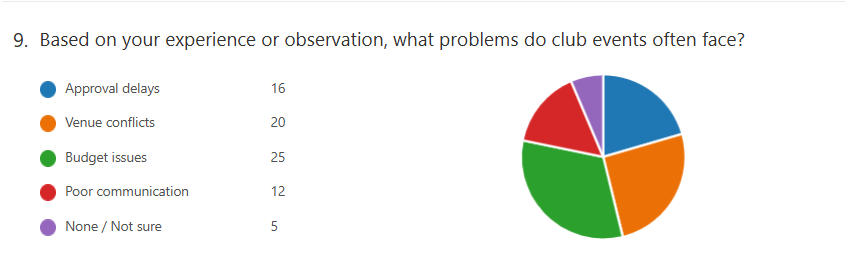 9. Based on your experience or observation, what problems do club events often face?
Approval delays 16
Venue conflicts 20
Budget issues 25
Poor communication 12
None / Not sure 5